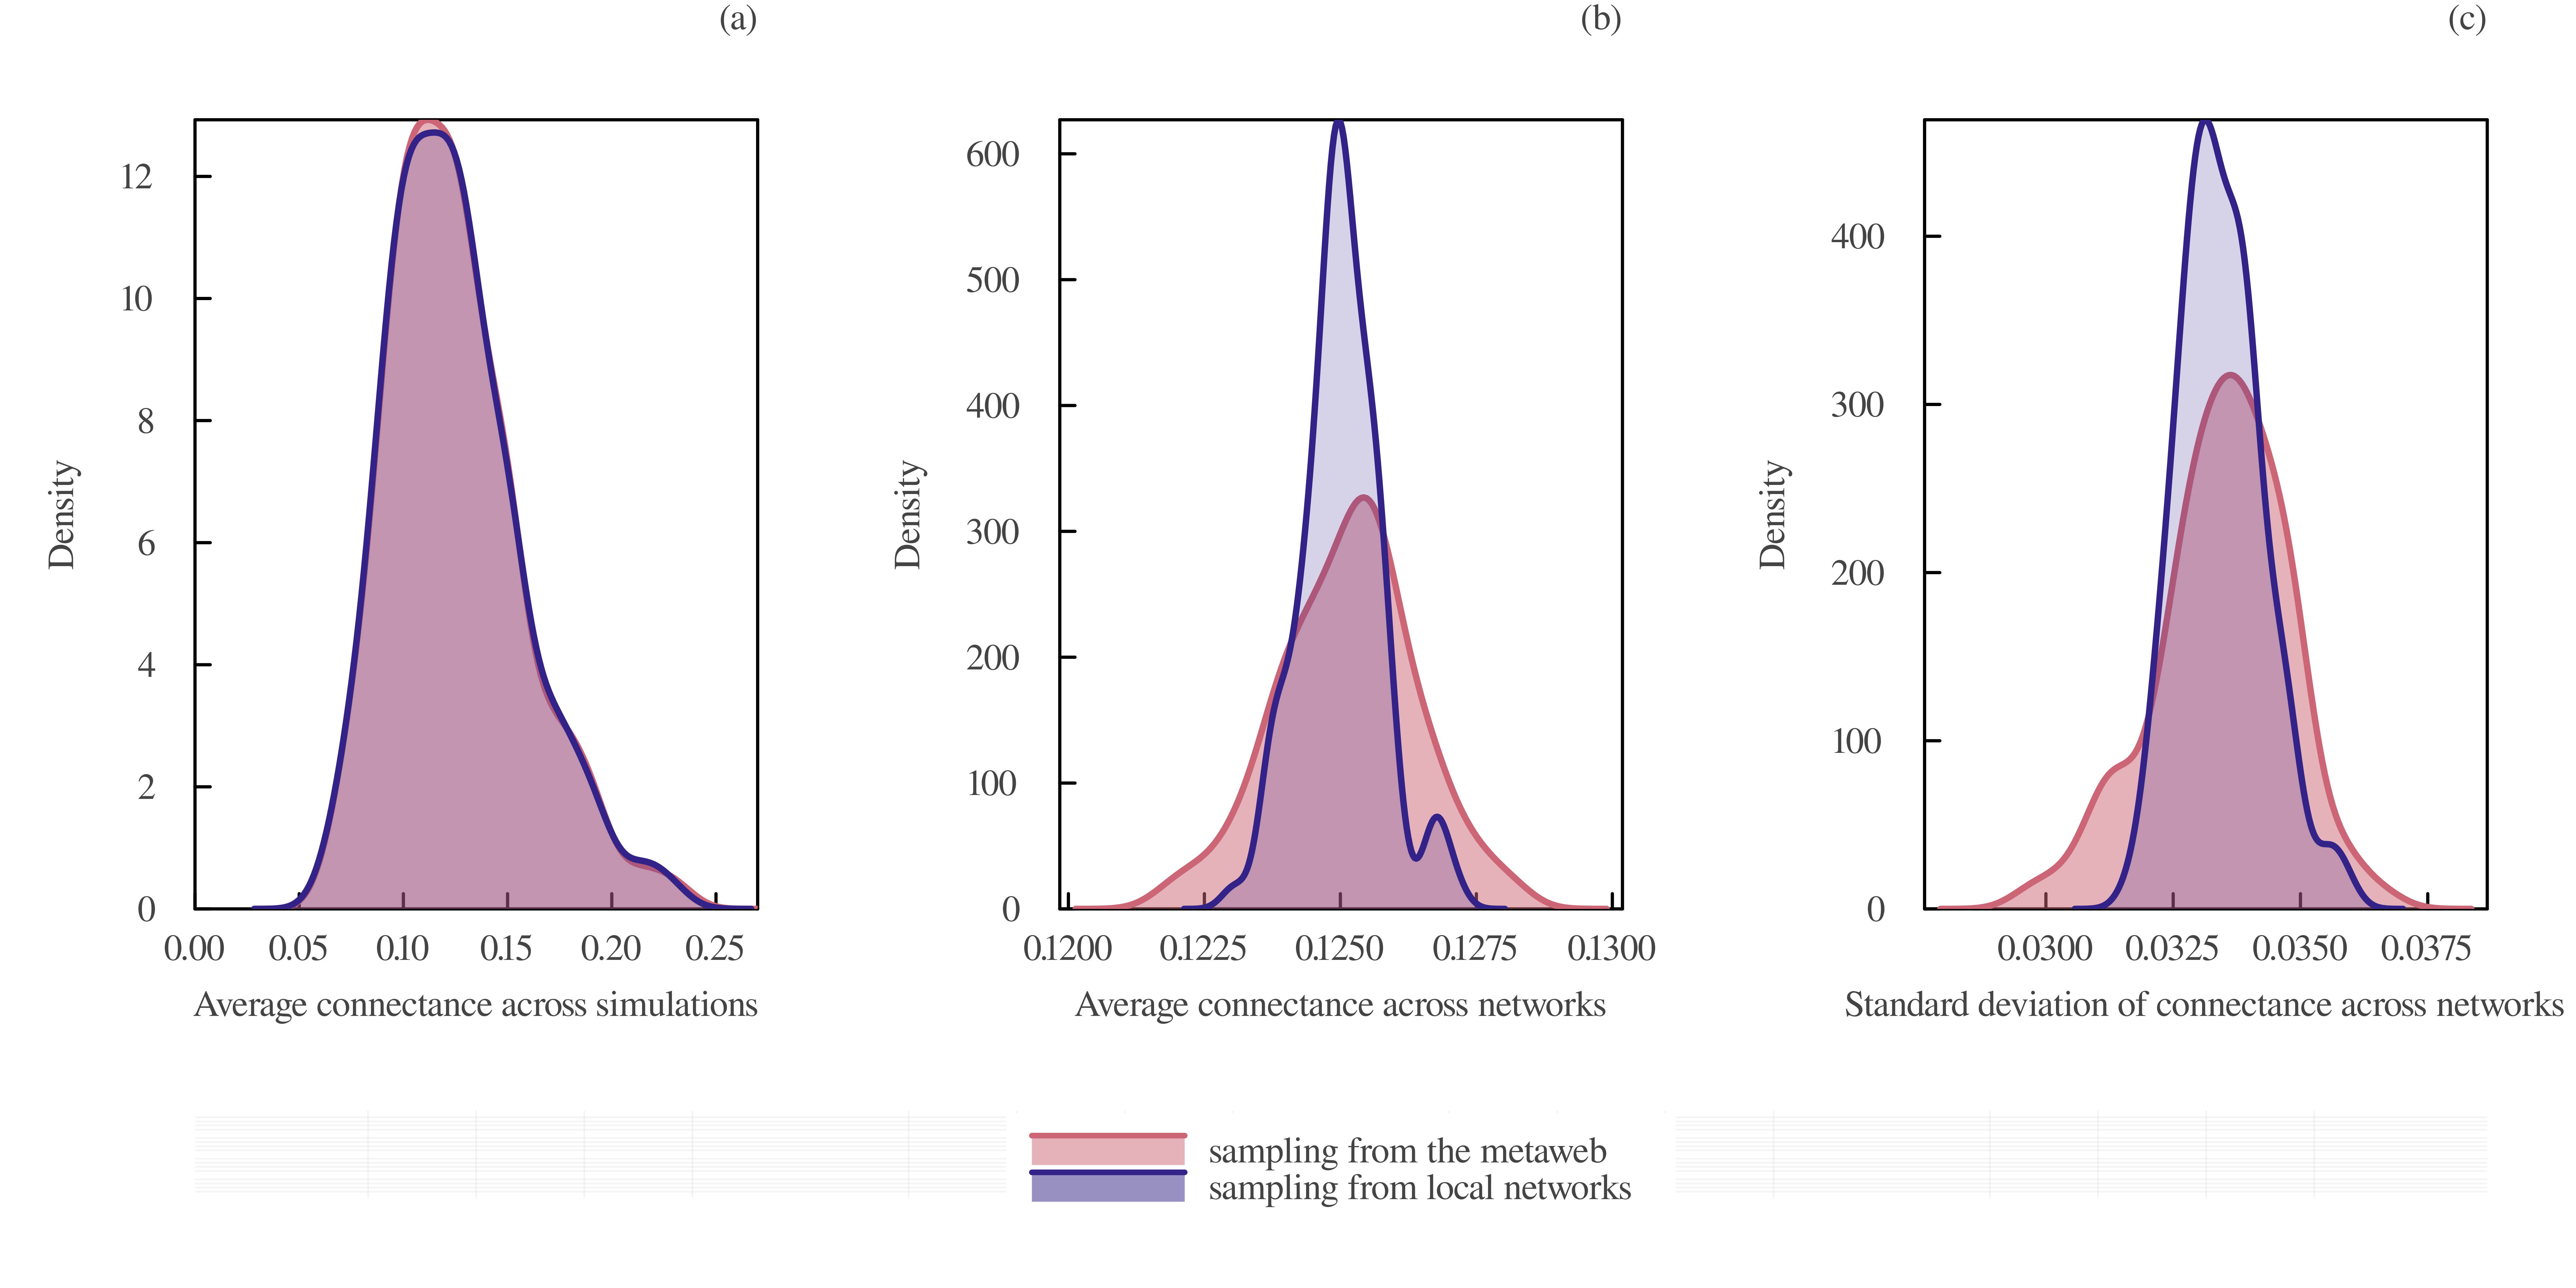 (a)
(b)
(c)
12
10
8
6
4
2
0
Density
0.00 0.05 0.10 0.15 0.20 0.25
Average connectance across simulations
600
500
400
300
200
100
0
Density
0.1200 0.1225 0.1250 0.1275 0.1300
Average connectance across networks
400
300
200
100
0
Density
0.0300 0.0325 0.0350 0.0375
Standard deviation of connectance across networks
sampling from the metaweb
sampling from local networks